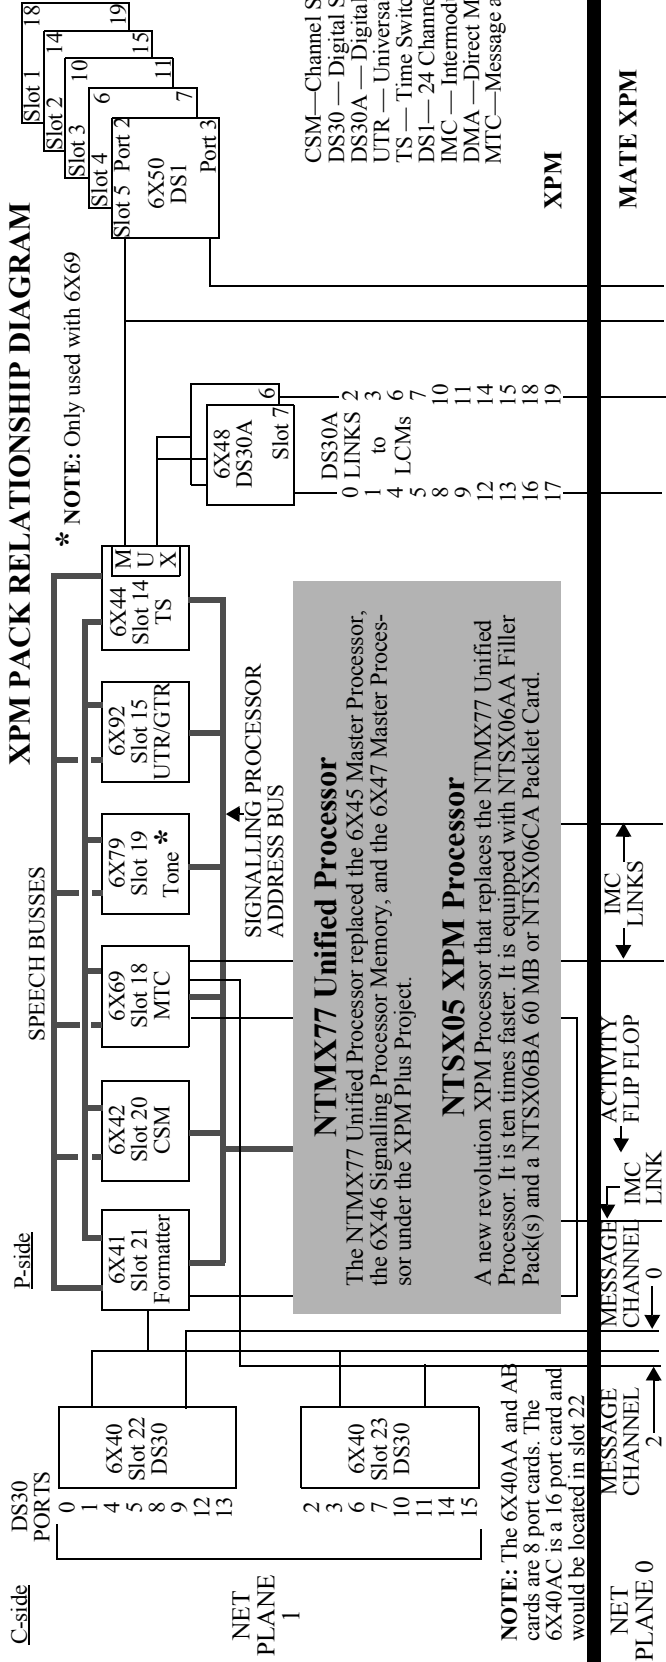 XPM PACK RELATIONSHIP DIAGRAM
C-side
P-side
* NOTE: Only used with 6X69
DS30
PORTS
0
1
4
5
8
9
12
13
6X40
Slot 22
DS30
2
3
6
7
10
11
14
15
6X40
Slot 23
DS30
NET
PLANE
1
NOTE: The 6X40AA and AB
cards are 8 port cards. The
6X40AC is a 16 port card and
would be located in slot 22
SPEECH BUSSES
6X41
Slot 21
Formatter
6X42
Slot 20
CSM
6X69
Slot 18
MTC
6X79
Slot 19
Tone *
6X92
Slot 15
UTR/GTR
6X44
Slot 14
TS
M
U
X
SIGNALLING PROCESSOR
ADDRESS BUS
NTMX77 Unified Processor
The NTMX77 Unified Processor replaced the 6X45 Master Processor,
the 6X46 Signalling Processor Memory, and the 6X47 Master Proces-
sor under the XPM Plus Project.
NTSX05 XPM Processor
A new revolution XPM Processor that replaces the NTMX77 Unified
Processor. It is ten times faster. It is equipped with NTSX06AA Filler
Pack(s) and a NTSX06BA 60 MB or NTSX06CA Packlet Card.
6X48
DS30A
Slot 7
6
DS30A
LINKS
to
LCMs
0
1
4
5
8
9
12
13
16
17
2
3
6
7
10
11
14
15
18
19
Slot 1
18
19
Slot 2
14
15
Slot 3
10
11
Slot 4
6
7
Slot 5 Port 2
6X50
DS1
Port 3
CSM—Channel S
DS30 — Digital S
DS30A — Digital
UTR — Universa
TS — Time Switc
DS1— 24 Channe
IMC — Intermodu
DMA —Direct M
MTC—Message a
XPM
MATE XPM
NET
PLANE 0
MESSAGE
CHANNEL
2
MESSAGE
CHANNEL
0
IMC
LINK
ACTIVITY
FLIP FLOP
IMC
LINKS